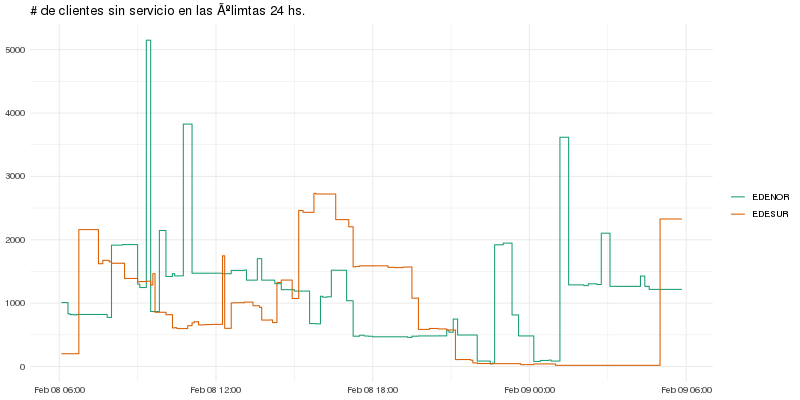 # de clientes sin servicio en las Ãºlimtas 24 hs.
5000
4000
3000
2000
1000
0
Feb 08 06:00
Feb 08 12:00
Feb 08 18:00
Feb 09 00:00
Feb 09 06:00
EDENOR
EDESUR